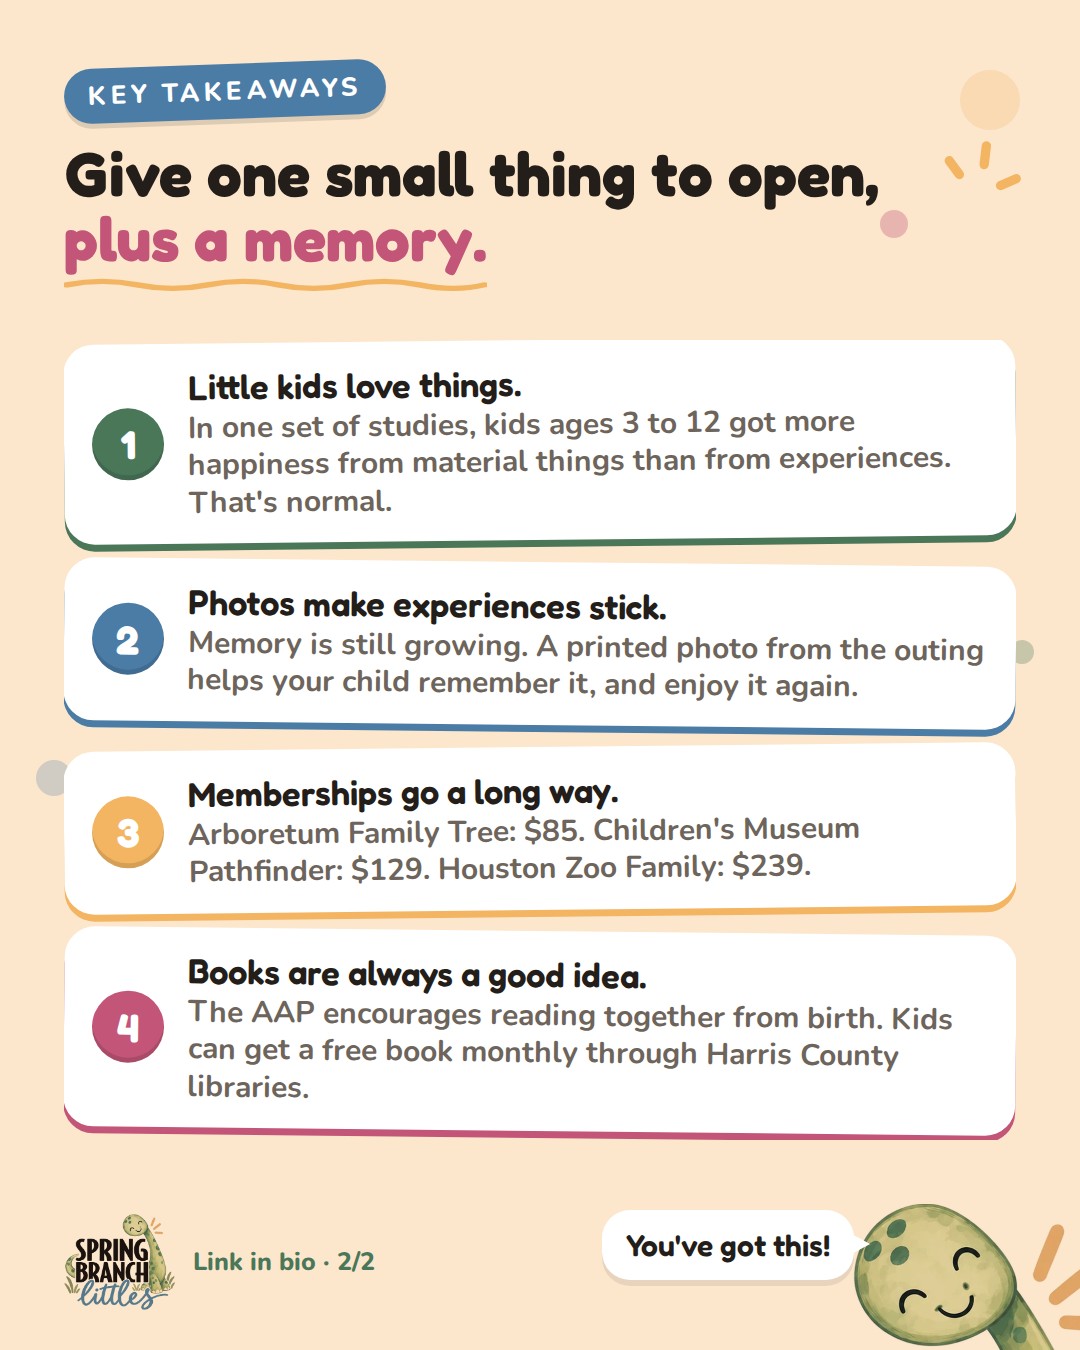 KEY TAKEAWAYS
Give one small thing to open,
plus a memory.
1
Little kids love things.
In one set of studies, kids ages 3 to 12 got more
happiness from material things than from experiences.
That's normal.
2
Photos make experiences stick.
Memory is still growing. A printed photo from the outing
helps your child remember it, and enjoy it again.
3
Memberships go a long way.
Arboretum Family Tree: $85. Children's Museum
Pathfinder: $129. Houston Zoo Family: $239.
4
Books are always a good idea.
The AAP encourages reading together from birth. Kids
can get a free book monthly through Harris County
libraries.
SPRING
BRANCH
littles
Link in bio · 2/2
You've got this!